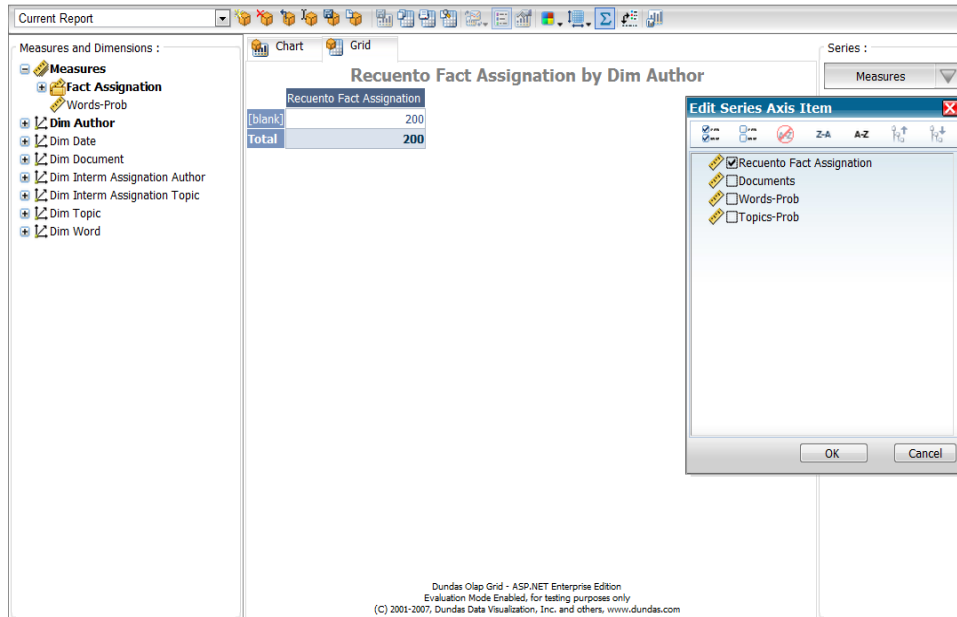 Current Report
Measures and Dimensions :
Measures
Fact Assignation
Words-Prob
Dim Author
Dim Date
Dim Document
Dim Interm Assignation Author
Dim Interm Assignation Topic
Dim Topic
Dim Word
Chart
Grid
Recuento Fact Assignation by Dim Author
Recuento Fact Assignation
[blank] 200
Total 200
Series :
Measures
Edit Series Axis Item
Z-A A-Z
Recuento Fact Assignation
Documents
Words-Prob
Topics-Prob
OK Cancel
Dundas Olap Grid - ASP.NET Enterprise Edition
Evaluation Mode Enabled, for testing purposes only
(C) 2001-2007, Dundas Data Visualization, Inc. and others, www.dundas.com